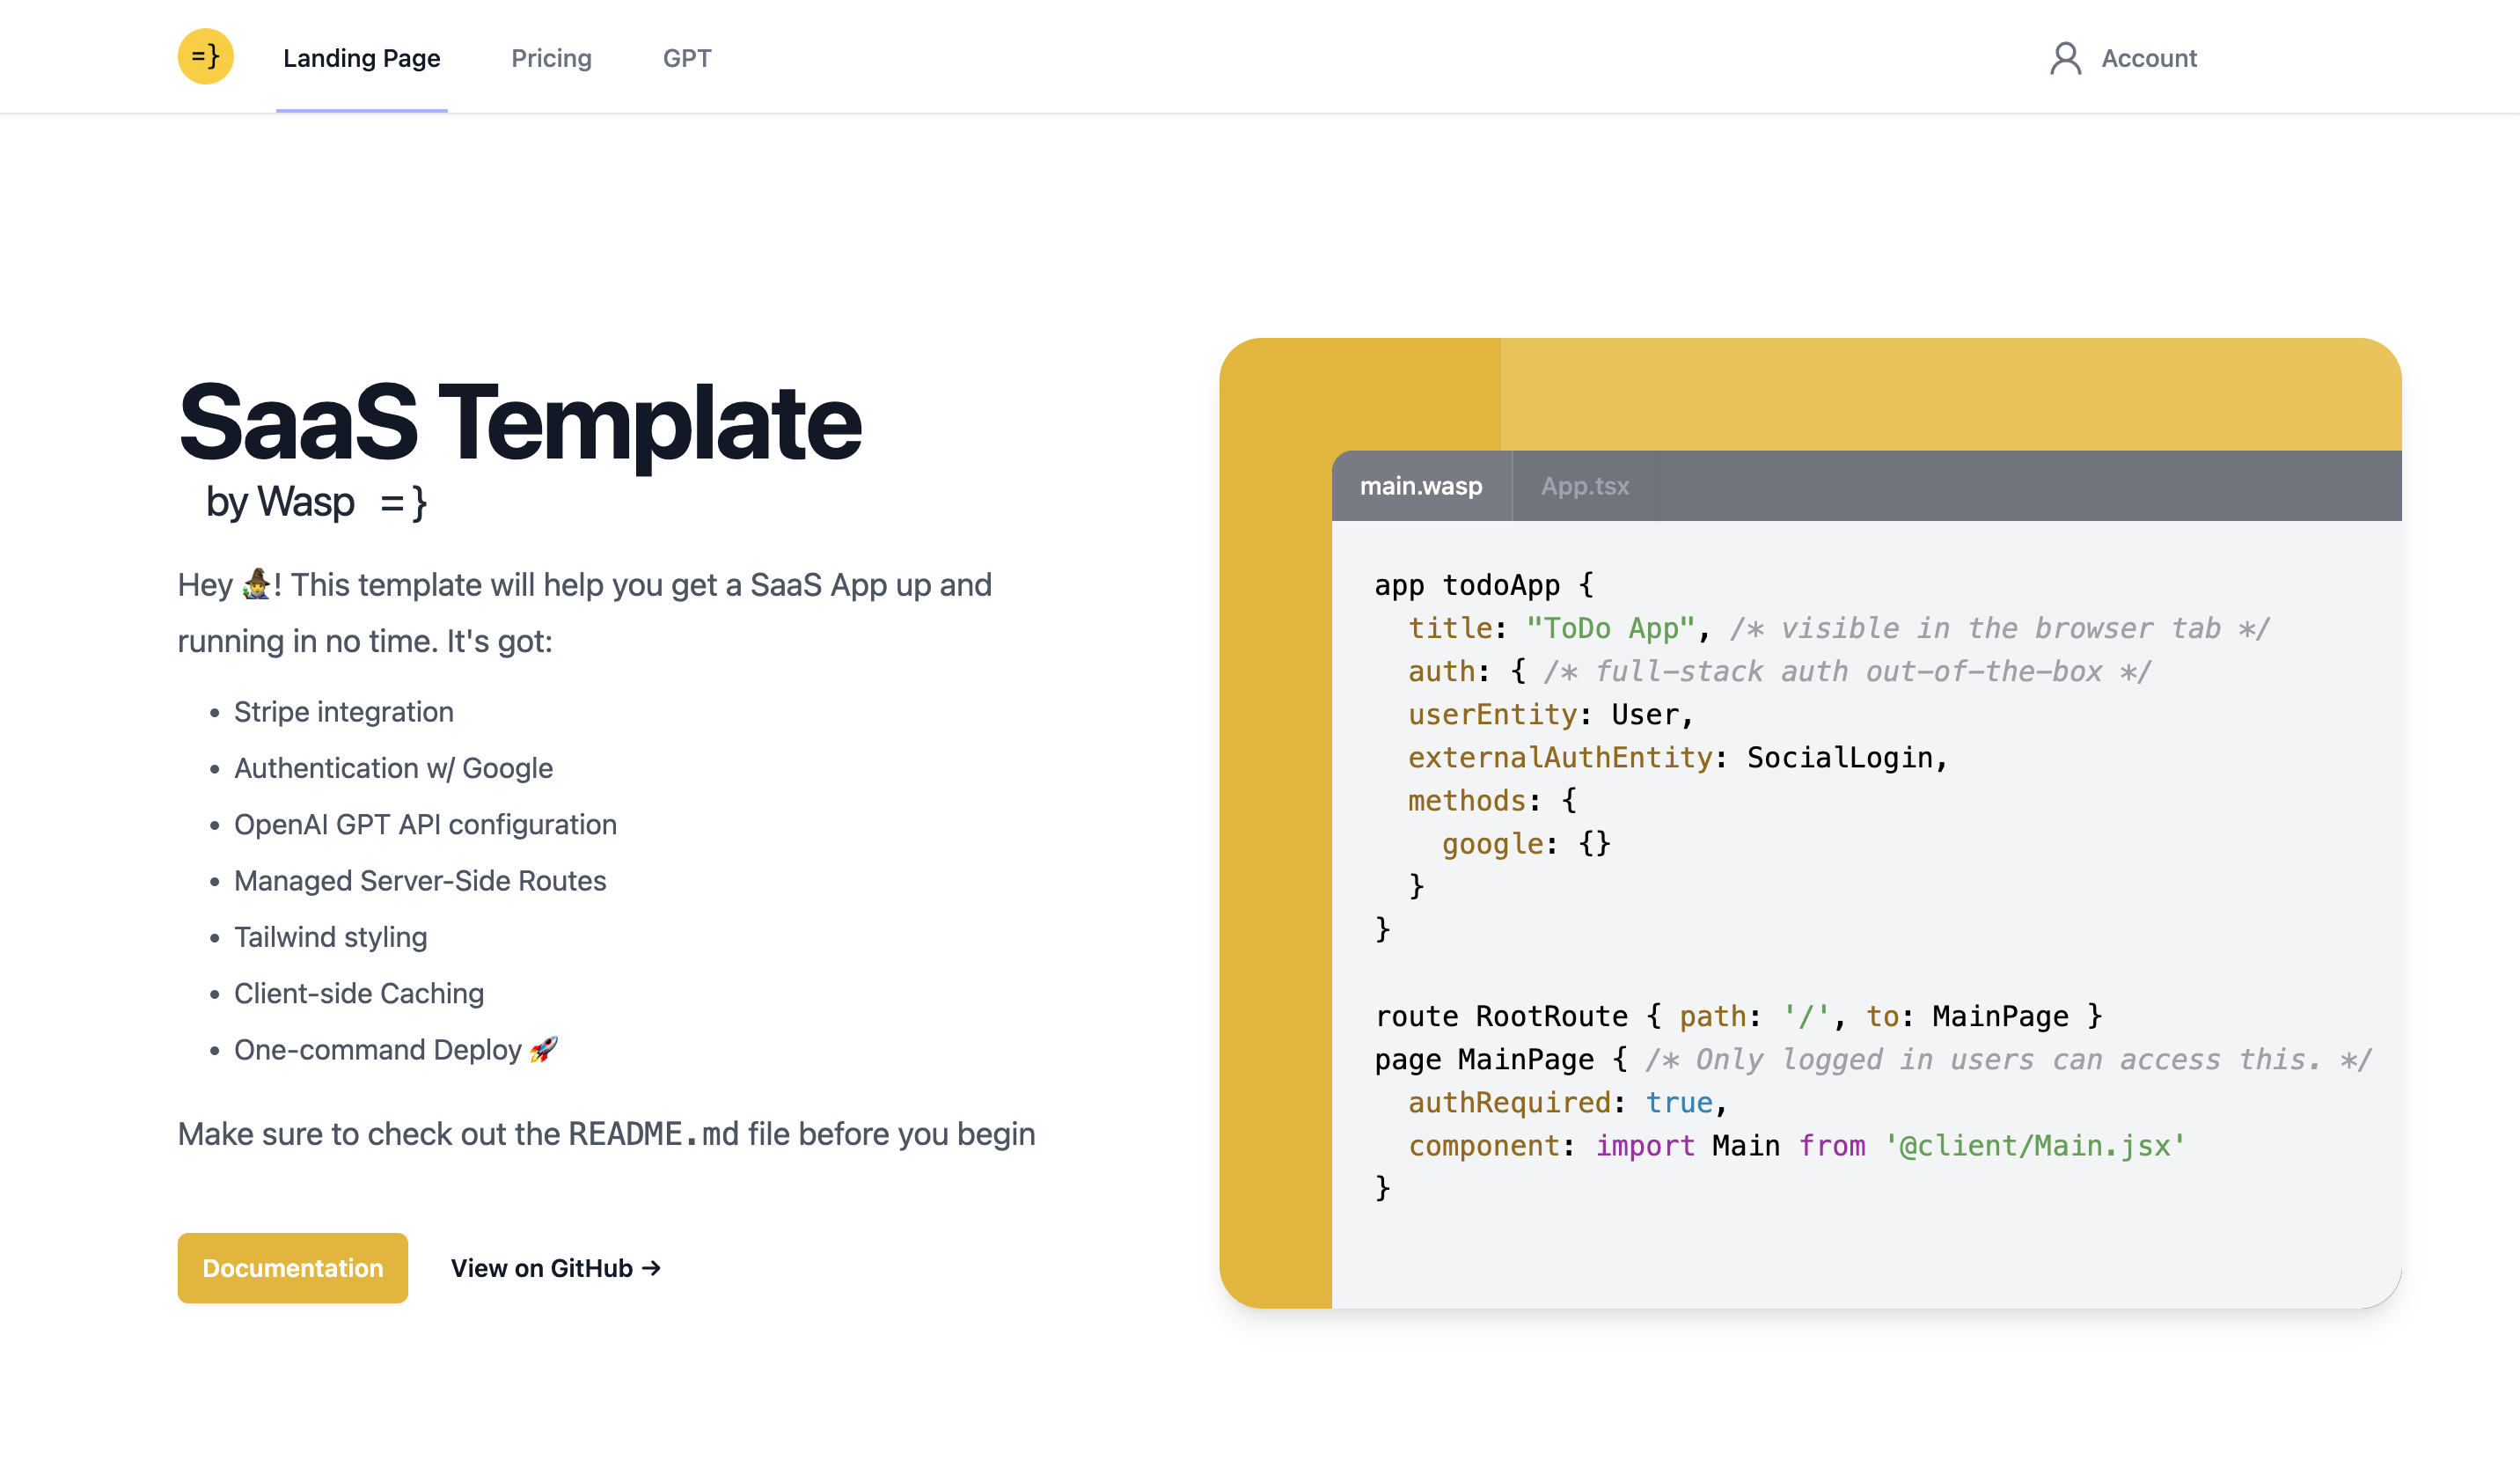 =}
Landing Page
Pricing
GPT
Account
SaaS Template
by Wasp =}
Hey 🧙‍♂️! This template will help you get a SaaS App up and
running in no time. It's got:
• Stripe integration
• Authentication w/ Google
• OpenAI GPT API configuration
• Managed Server-Side Routes
• Tailwind styling
• Client-side Caching
• One-command Deploy 🚀
Make sure to check out the README.md file before you begin
Documentation
View on GitHub →
main.wasp
App.tsx
app todoApp {
  title: "ToDo App", /* visible in the browser tab */
  auth: { /* full-stack auth out-of-the-box */
  userEntity: User,
  externalAuthEntity: SocialLogin,
  methods: {
    google: {}
  }
}
route RootRoute { path: '/', to: MainPage }
page MainPage { /* Only logged in users can access this. */
  authRequired: true,
  component: import Main from '@client/Main.jsx'
}